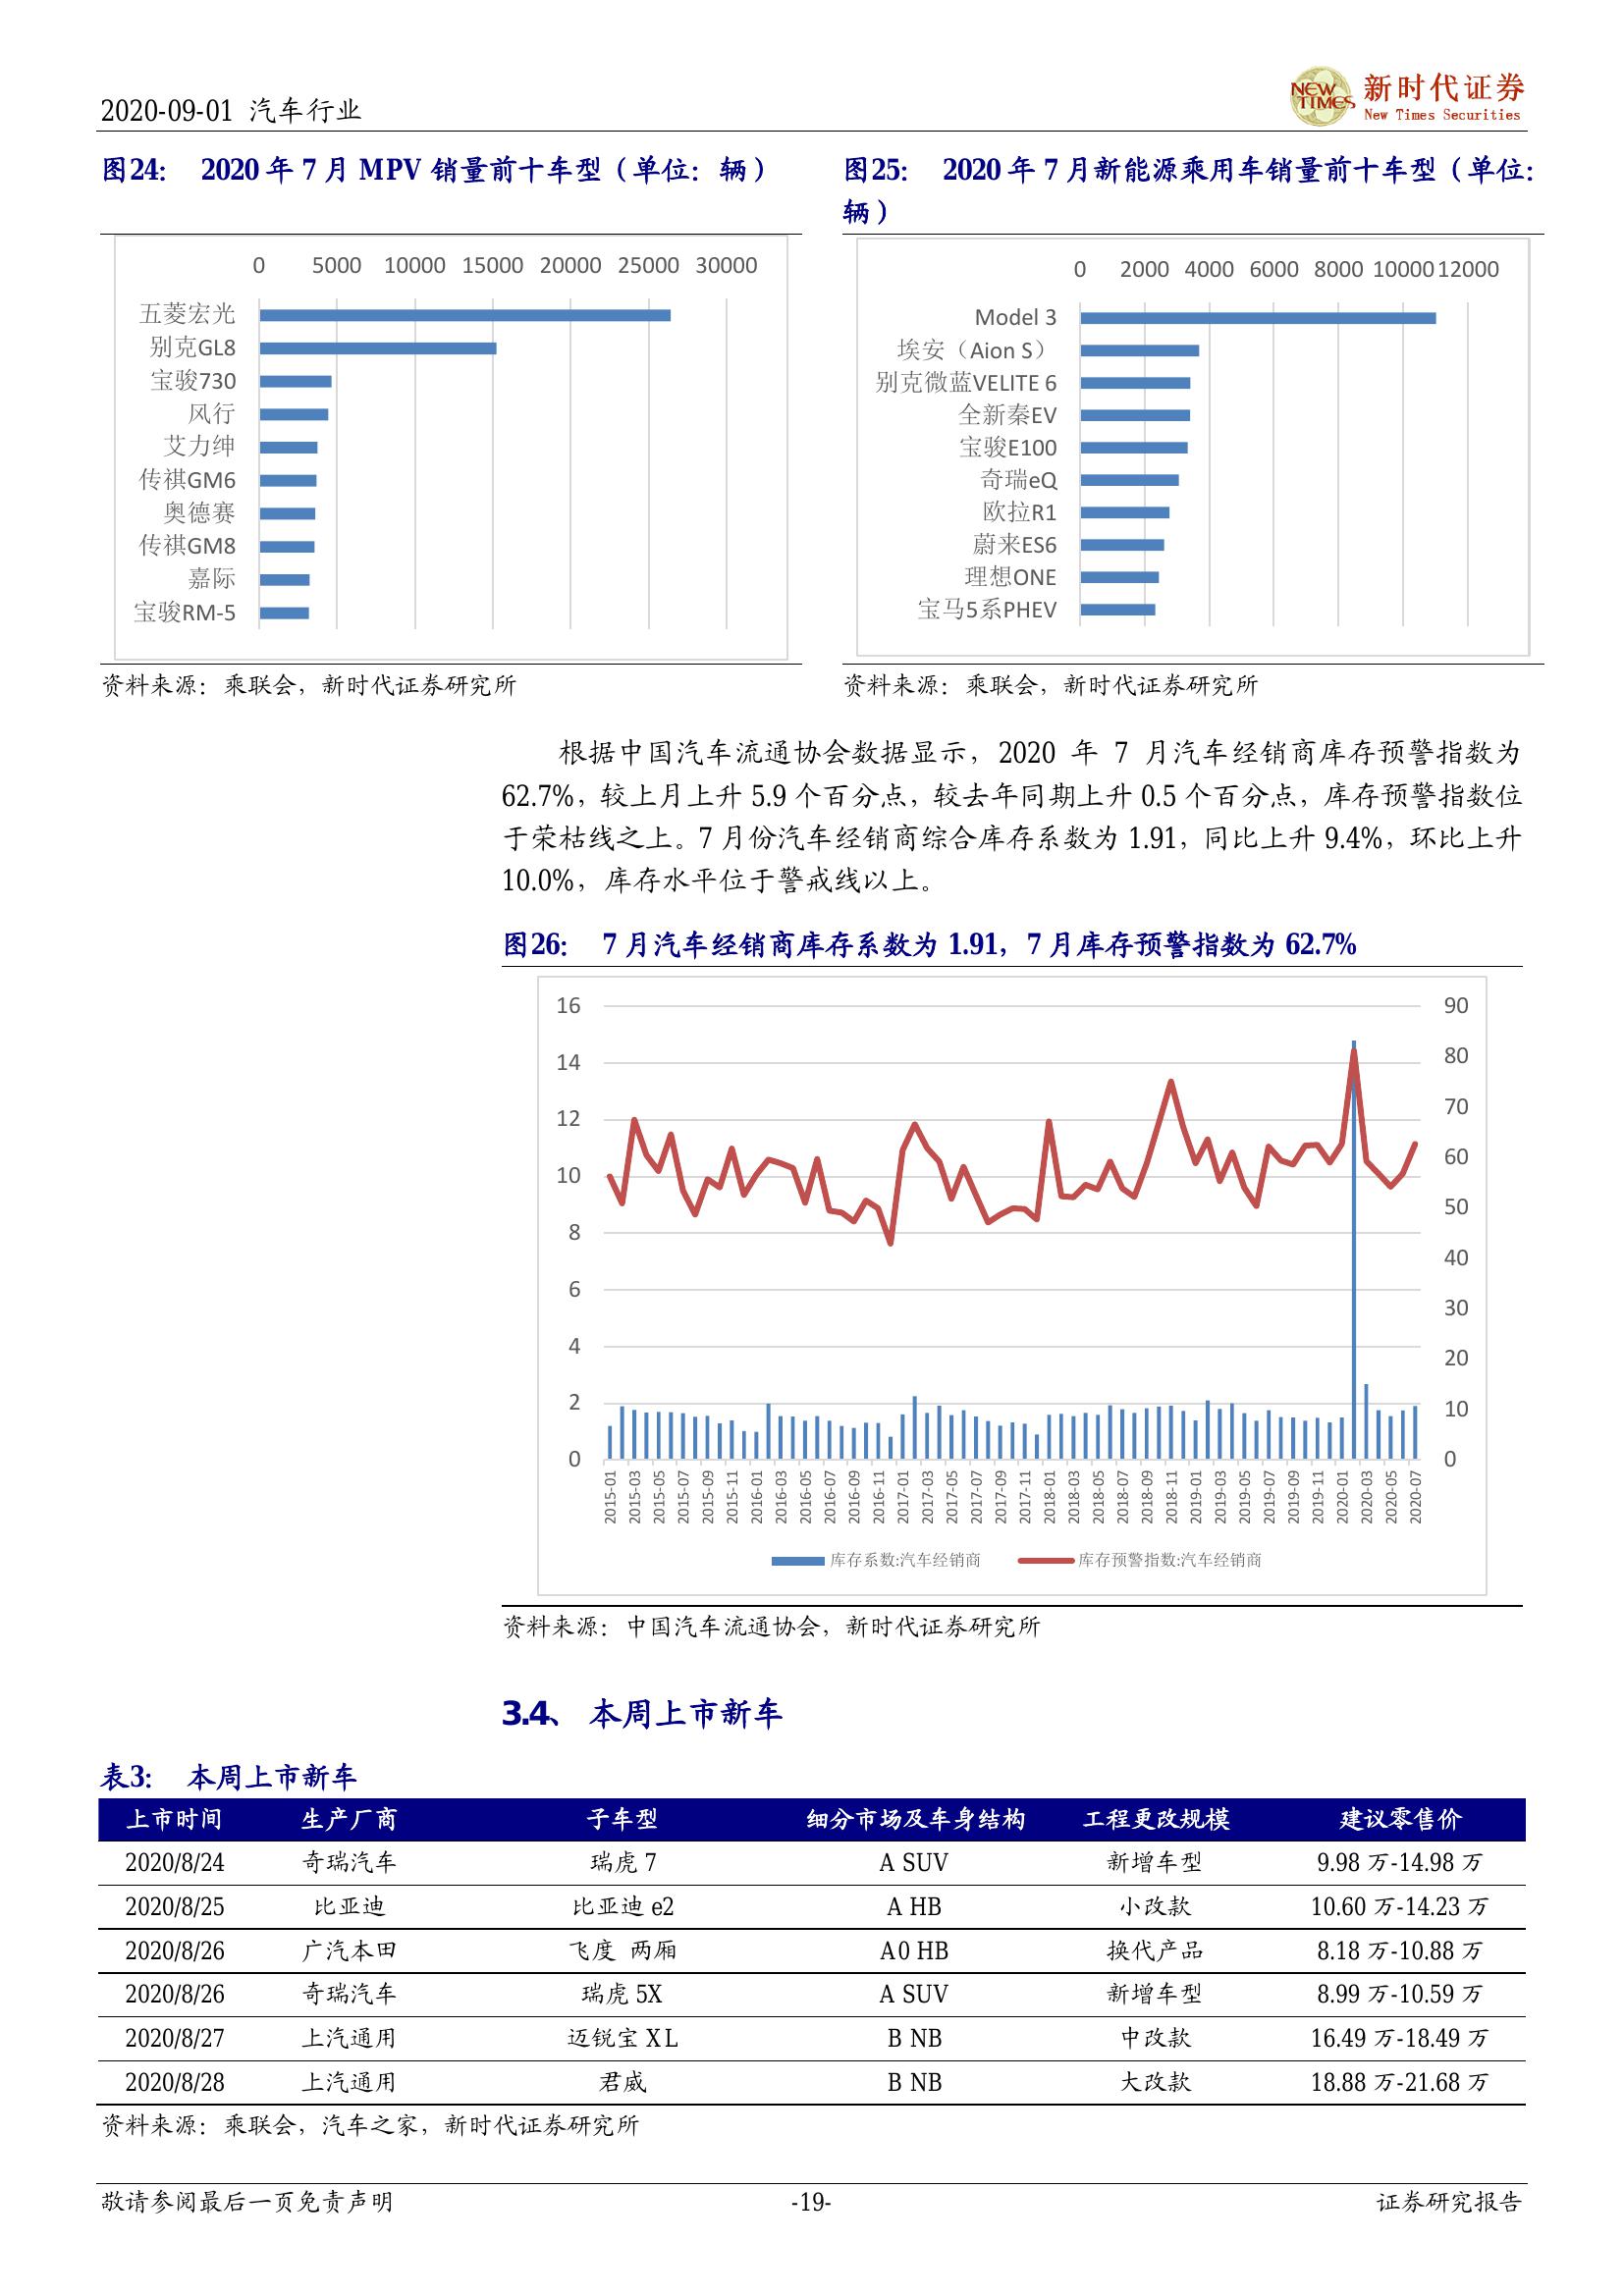 2020-09-01 汽车行业
NEW TIMES
新时代证券
New Times Securities
图24： 2020 年 7 月 MPV 销量前十车型（单位：辆）
0 5000 10000 15000 20000 25000 30000
五菱宏光
别克GL8
宝骏730
风行
艾力绅
传祺GM6
奥德赛
传祺GM8
嘉际
宝骏RM-5
资料来源：乘联会，新时代证券研究所
图25： 2020 年 7 月新能源乘用车销量前十车型（单位：
辆）
0 2000 4000 6000 8000 10000 12000
Model 3
埃安（Aion S）
别克微蓝VELITE 6
全新秦EV
宝骏E100
奇瑞eQ
欧拉R1
蔚来ES6
理想ONE
宝马5系PHEV
资料来源：乘联会，新时代证券研究所
根据中国汽车流通协会数据显示，2020 年 7 月汽车经销商库存预警指数为
62.7%，较上月上升 5.9 个百分点，较去年同期上升 0.5 个百分点，库存预警指数位
于荣枯线之上。7 月份汽车经销商综合库存系数为 1.91，同比上升 9.4%，环比上升
10.0%，库存水平位于警戒线以上。
图26： 7 月汽车经销商库存系数为 1.91，7 月库存预警指数为 62.7%
16
14
12
10
8
6
4
2
0
90
80
70
60
50
40
30
20
10
0
2015-01 2015-03 2015-05 2015-07 2015-09 2015-11 2016-01 2016-03 2016-05 2016-07 2016-09 2016-11 2017-01 2017-03 2017-05 2017-07 2017-09 2017-11 2018-01 2018-03 2018-05 2018-07 2018-09 2018-11 2019-01 2019-03 2019-05 2019-07 2019-09 2019-11 2020-01 2020-03 2020-05 2020-07
库存系数:汽车经销商 库存预警指数:汽车经销商
资料来源：中国汽车流通协会，新时代证券研究所
3.4、 本周上市新车
表3： 本周上市新车
上市时间 生产厂商 子车型 细分市场及车身结构 工程更改规模 建议零售价
2020/8/24 奇瑞汽车 瑞虎 7 A SUV 新增车型 9.98 万-14.98 万
2020/8/25 比亚迪 比亚迪 e2 A HB 小改款 10.60 万-14.23 万
2020/8/26 广汽本田 飞度 两厢 A0 HB 换代产品 8.18 万-10.88 万
2020/8/26 奇瑞汽车 瑞虎 5X A SUV 新增车型 8.99 万-10.59 万
2020/8/27 上汽通用 迈锐宝 XL B NB 中改款 16.49 万-18.49 万
2020/8/28 上汽通用 君威 B NB 大改款 18.88 万-21.68 万
资料来源：乘联会，汽车之家，新时代证券研究所
敬请参阅最后一页免责声明 -19- 证券研究报告